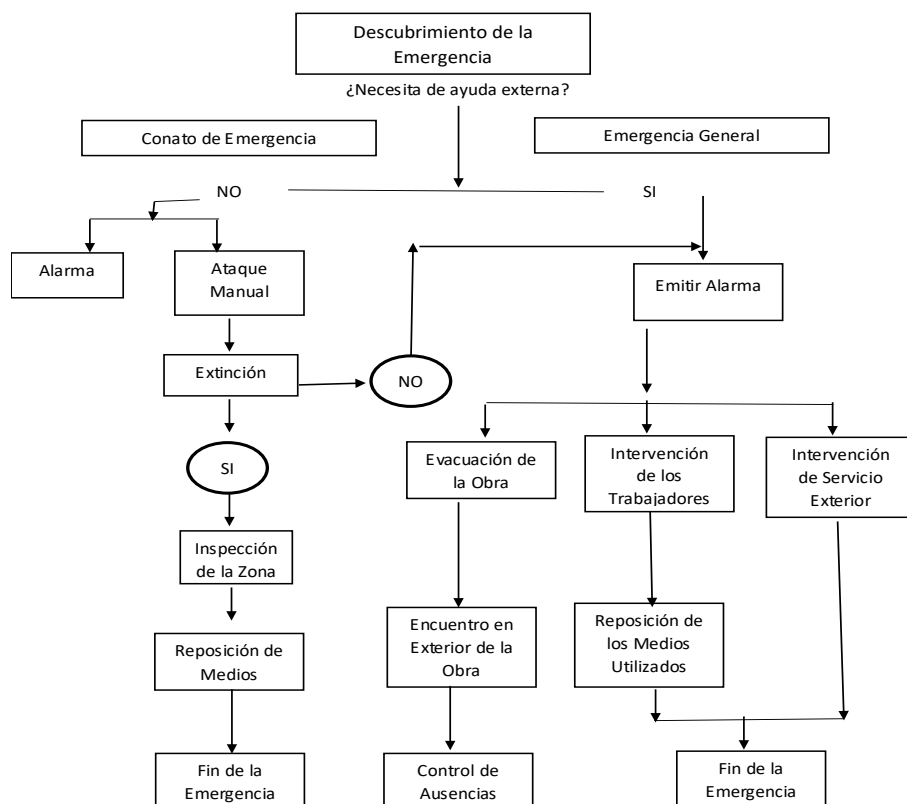 Descubrimiento de la
Emergencia
¿Necesita de ayuda externa?
Conato de Emergencia
Emergencia General
NO
SI
Alarma
Ataque
Manual
Emitir Alarma
Extinción
NO
SI
Evacuación de
la Obra
Intervención
de los
Trabajadores
Intervención
de Servicio
Exterior
Inspección
de la Zona
Reposición de
Medios
Encuentro en
Exterior de la
Obra
Reposición de
los Medios
Utilizados
Fin de la
Emergencia
Control de
Ausencias
Fin de la
Emergencia